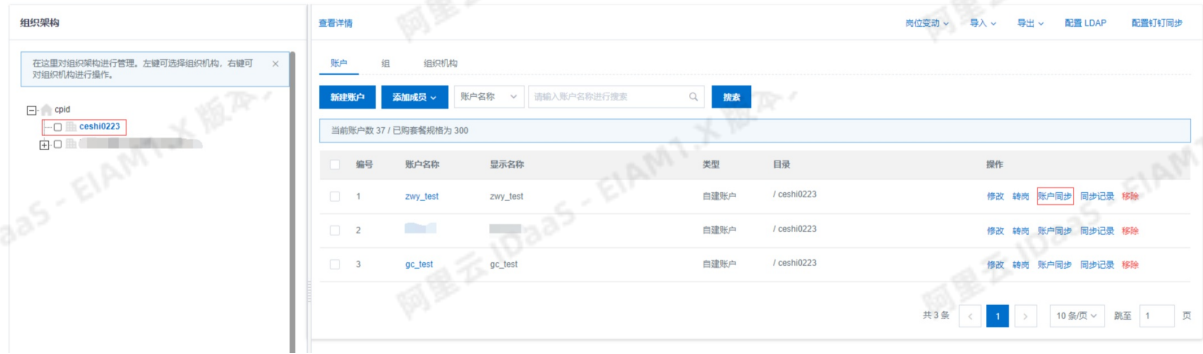 组织架构
在这里对组织架构进行管理。左键可选择组织机构、右键可
对组织机构进行操作。
cpid
ceshi0223
查看详情
岗位变动 导入 导出 配置 LDAP 配置钉钉同步
账户 组 组织机构
新建账户 添加成员 账户名称 请输入账户名称进行搜索 搜索
当前账户数 37 / 已购套餐规格为 300
编号 账户名称 显示名称 类型 目录 操作
1 zwy_test zwy_test 自建账户 / ceshi0223 修改 转岗 账户同步 同步记录 移除
2 自建账户 / ceshi0223 修改 转岗 账户同步 同步记录 移除
3 gc_test gc_test 自建账户 / ceshi0223 修改 转岗 账户同步 同步记录 移除
共 3 条 < 1 > 10 条/页 跳至 1 页
阿里云 IDaaS - EIAM1.X 版本